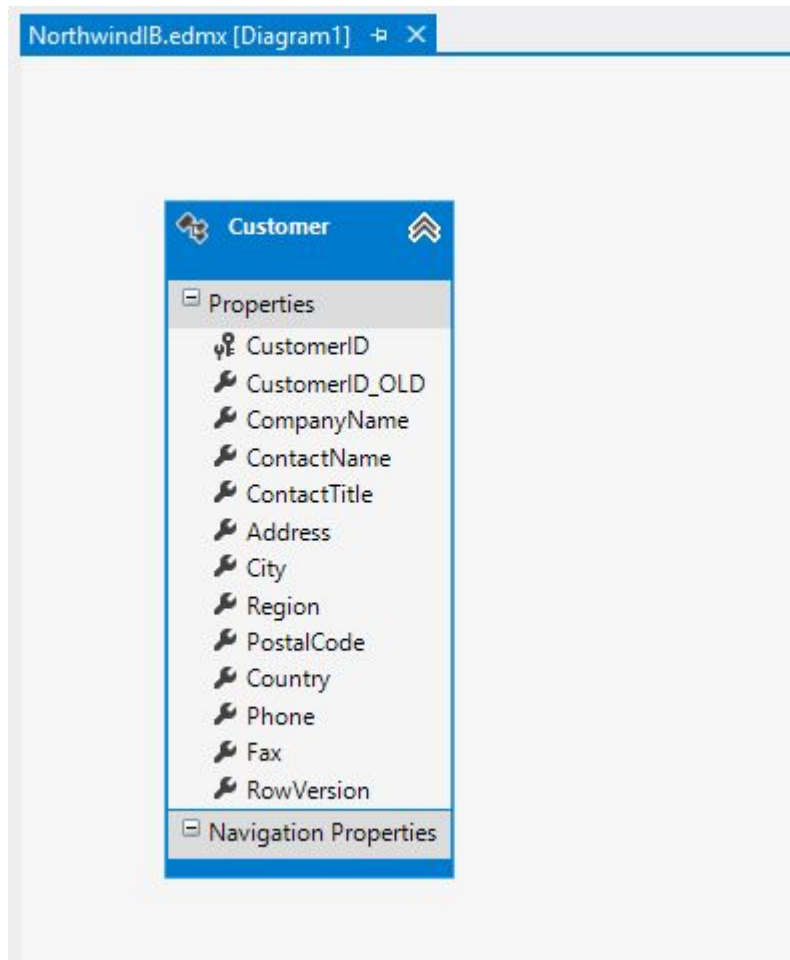 NorthwindIB.edmx [Diagram1]
Customer
Properties
CustomerID
CustomerID_OLD
CompanyName
ContactName
ContactTitle
Address
City
Region
PostalCode
Country
Phone
Fax
RowVersion
Navigation Properties